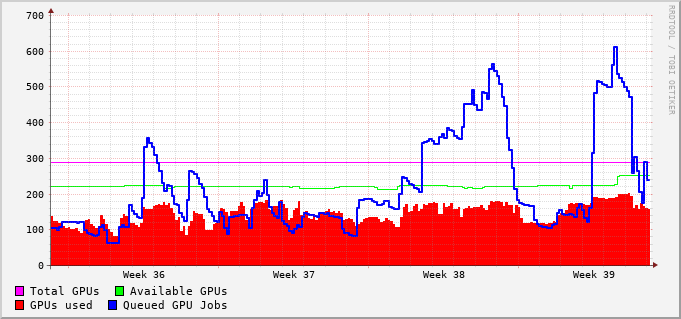 700
600
500
400
300
200
100
0
Week 36 Week 37 Week 38 Week 39
Total GPUs Available GPUs
GPUs used Queued GPU Jobs
RRDTOOL / TOBI OETIKER